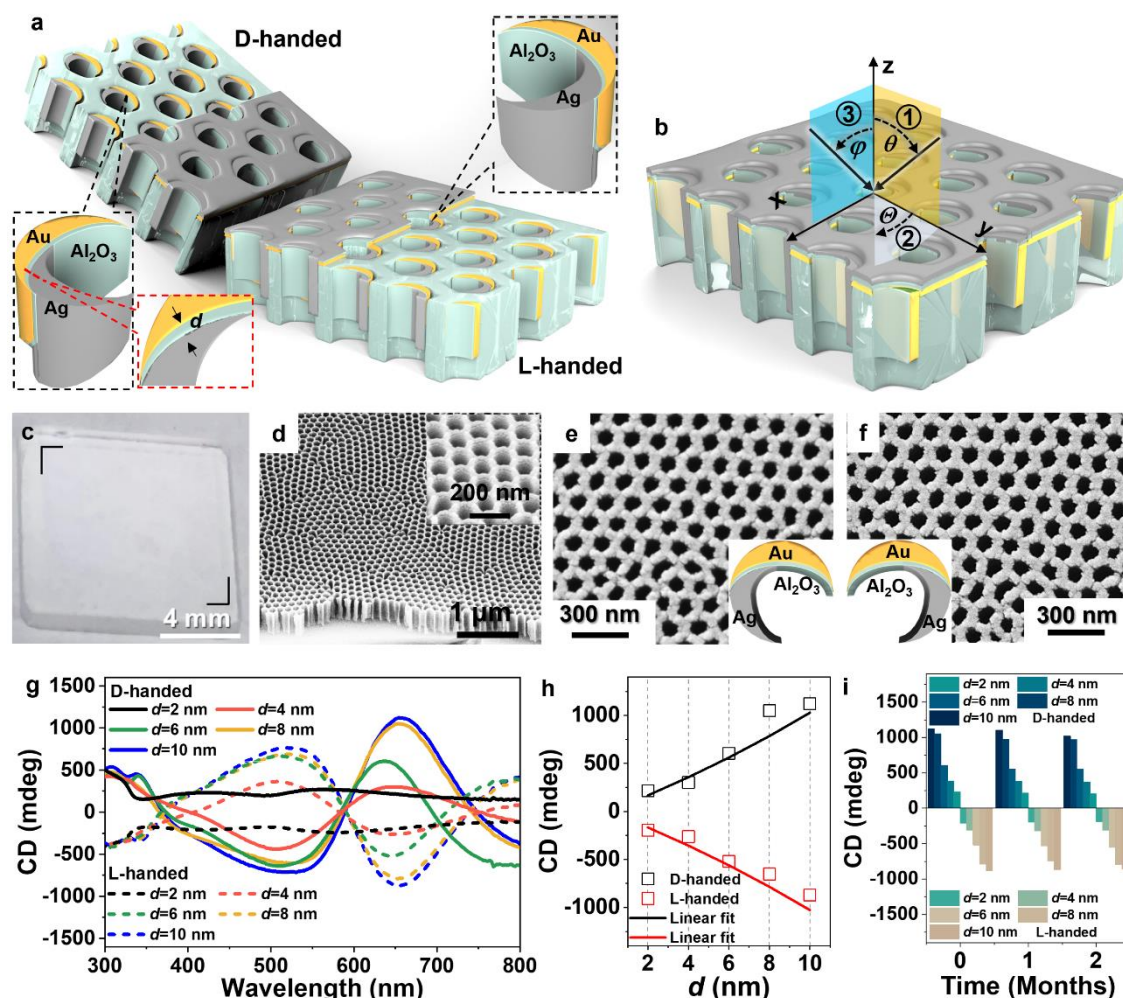 a
D-handed
Au
Al2O3
Ag
Au
Al2O3
Ag
d
L-handed
b
z
③
①
φ
θ
x
Θ
y
②
c
4 mm
d
200 nm
1 μm
e
300 nm
Au
Al2O3
Ag
f
Au
Al2O3
Ag
300 nm
g
1500
1000
500
0
-500
-1000
-1500
CD (mdeg)
D-handed
d=2 nm
d=4 nm
d=6 nm
d=8 nm
d=10 nm
L-handed
d=2 nm
d=4 nm
d=6 nm
d=8 nm
d=10 nm
300
400
500
600
700
800
Wavelength (nm)
h
1000
500
0
-500
-1000
CD (mdeg)
D-handed
L-handed
Linear fit
Linear fit
2
4
6
8
10
d (nm)
i
1500
1000
500
0
-500
-1000
-1500
CD (mdeg)
d=2 nm
d=4 nm
d=6 nm
d=8 nm
d=10 nm
D-handed
d=2 nm
d=4 nm
d=6 nm
d=8 nm
d=10 nm
L-handed
0
1
2
Time (Months)